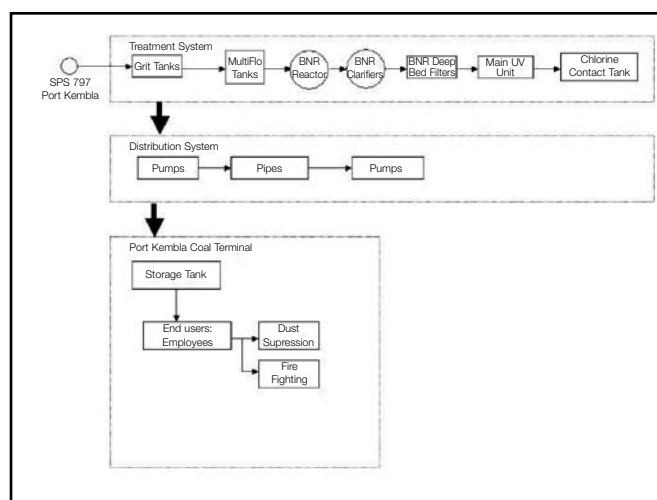 Treatment System
SPS 797
Port Kembla
Grit Tanks
MultiFlo
Tanks
BNR
Reactor
BNR
Clarifiers
BNR Deep
Bed Filters
Main UV
Unit
Chlorine
Contact Tank
Distribution System
Pumps
Pipes
Pumps
Port Kembla Coal Terminal
Storage Tank
End users:
Employees
Dust
Supression
Fire
Fighting